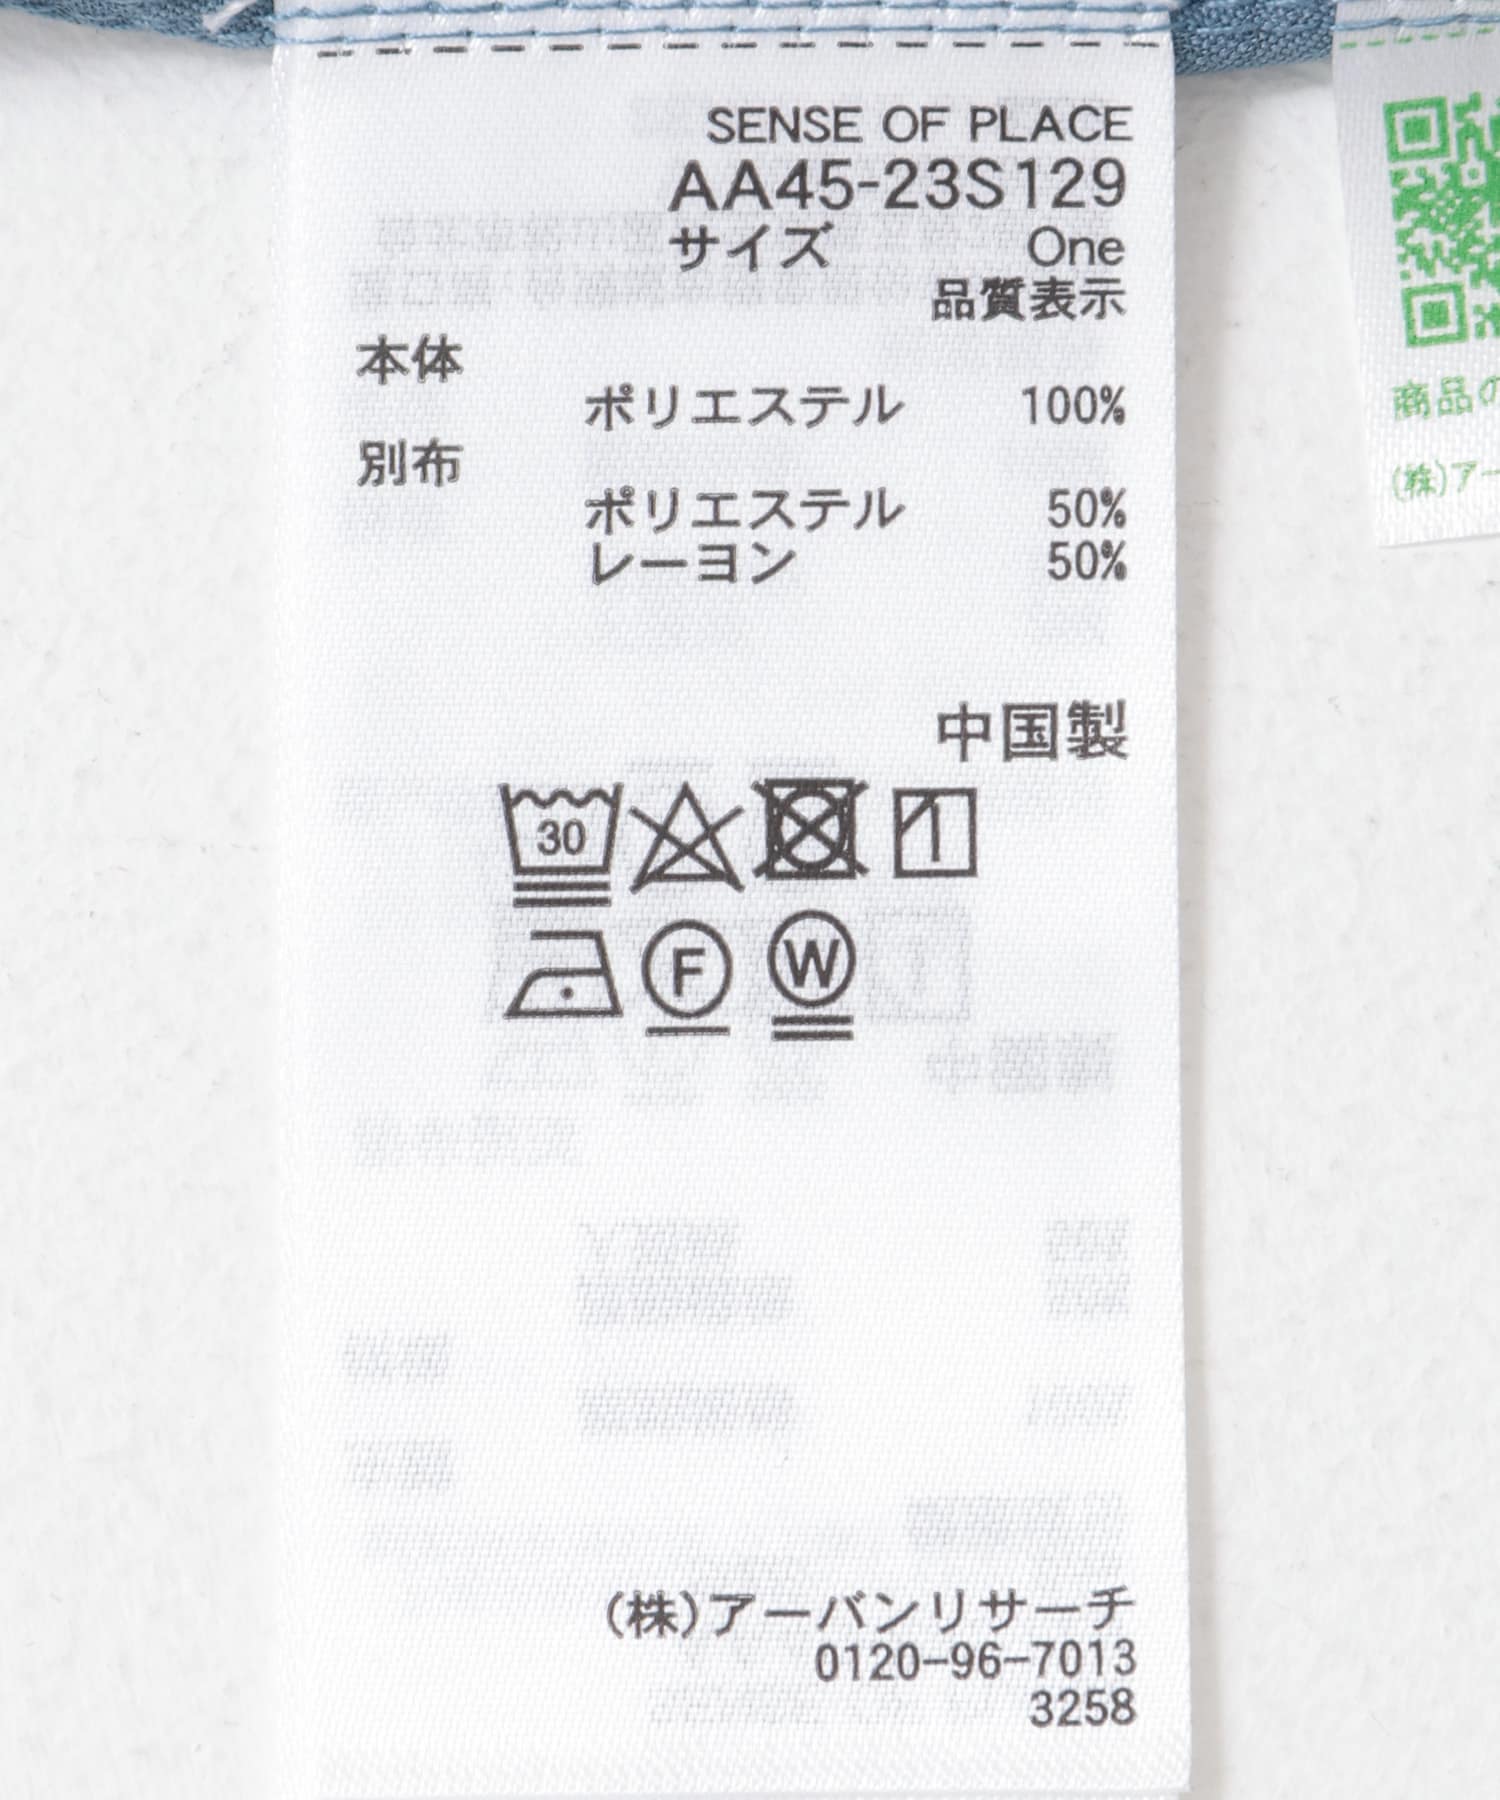 SENSE OF PLACE
AA45-23S129
サイズ One
品質表示
本体
ポリエステル 100%
別布
ポリエステル 50%
レーヨン 50%
中国製
30
F W
(株)アーバンリサーチ
0120-96-7013
3258
商品の
(株)アー